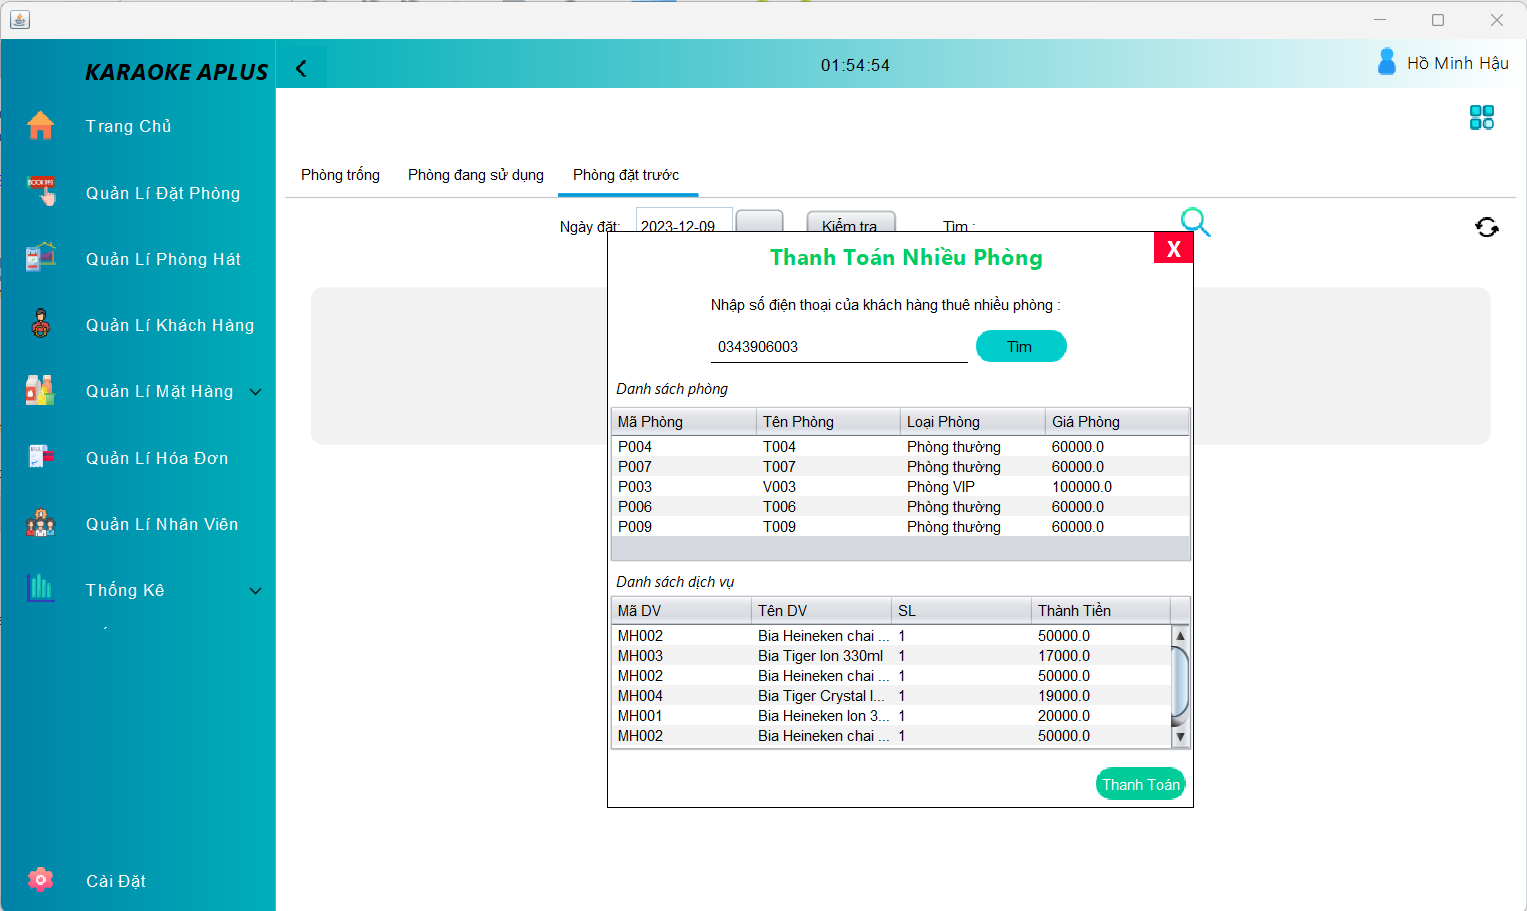 KARAOKE APLUS
01:54:54
Hồ Minh Hậu
Trang Chủ
Quản Lí Đặt Phòng
Quản Lí Phòng Hát
Quản Lí Khách Hàng
Quản Lí Mặt Hàng
Quản Lí Hóa Đơn
Quản Lí Nhân Viên
Thống Kê
Cài Đặt
Phòng trống Phòng đang sử dụng Phòng đặt trước
Ngày đặt: 2023-12-09 Kiểm tra Tìm :
Thanh Toán Nhiều Phòng X
Nhập số điện thoại của khách hàng thuê nhiều phòng :
0343906003 Tìm
Danh sách phòng
Mã Phòng Tên Phòng Loại Phòng Giá Phòng
P004 T004 Phòng thường 60000.0
P007 T007 Phòng thường 60000.0
P003 V003 Phòng VIP 100000.0
P006 T006 Phòng thường 60000.0
P009 T009 Phòng thường 60000.0
Danh sách dịch vụ
Mã DV Tên DV SL Thành Tiền
MH002 Bia Heineken chai ... 1 50000.0
MH003 Bia Tiger lon 330ml 1 17000.0
MH002 Bia Heineken chai ... 1 50000.0
MH004 Bia Tiger Crystal l... 1 19000.0
MH001 Bia Heineken lon 3... 1 20000.0
MH002 Bia Heineken chai ... 1 50000.0
Thanh Toán